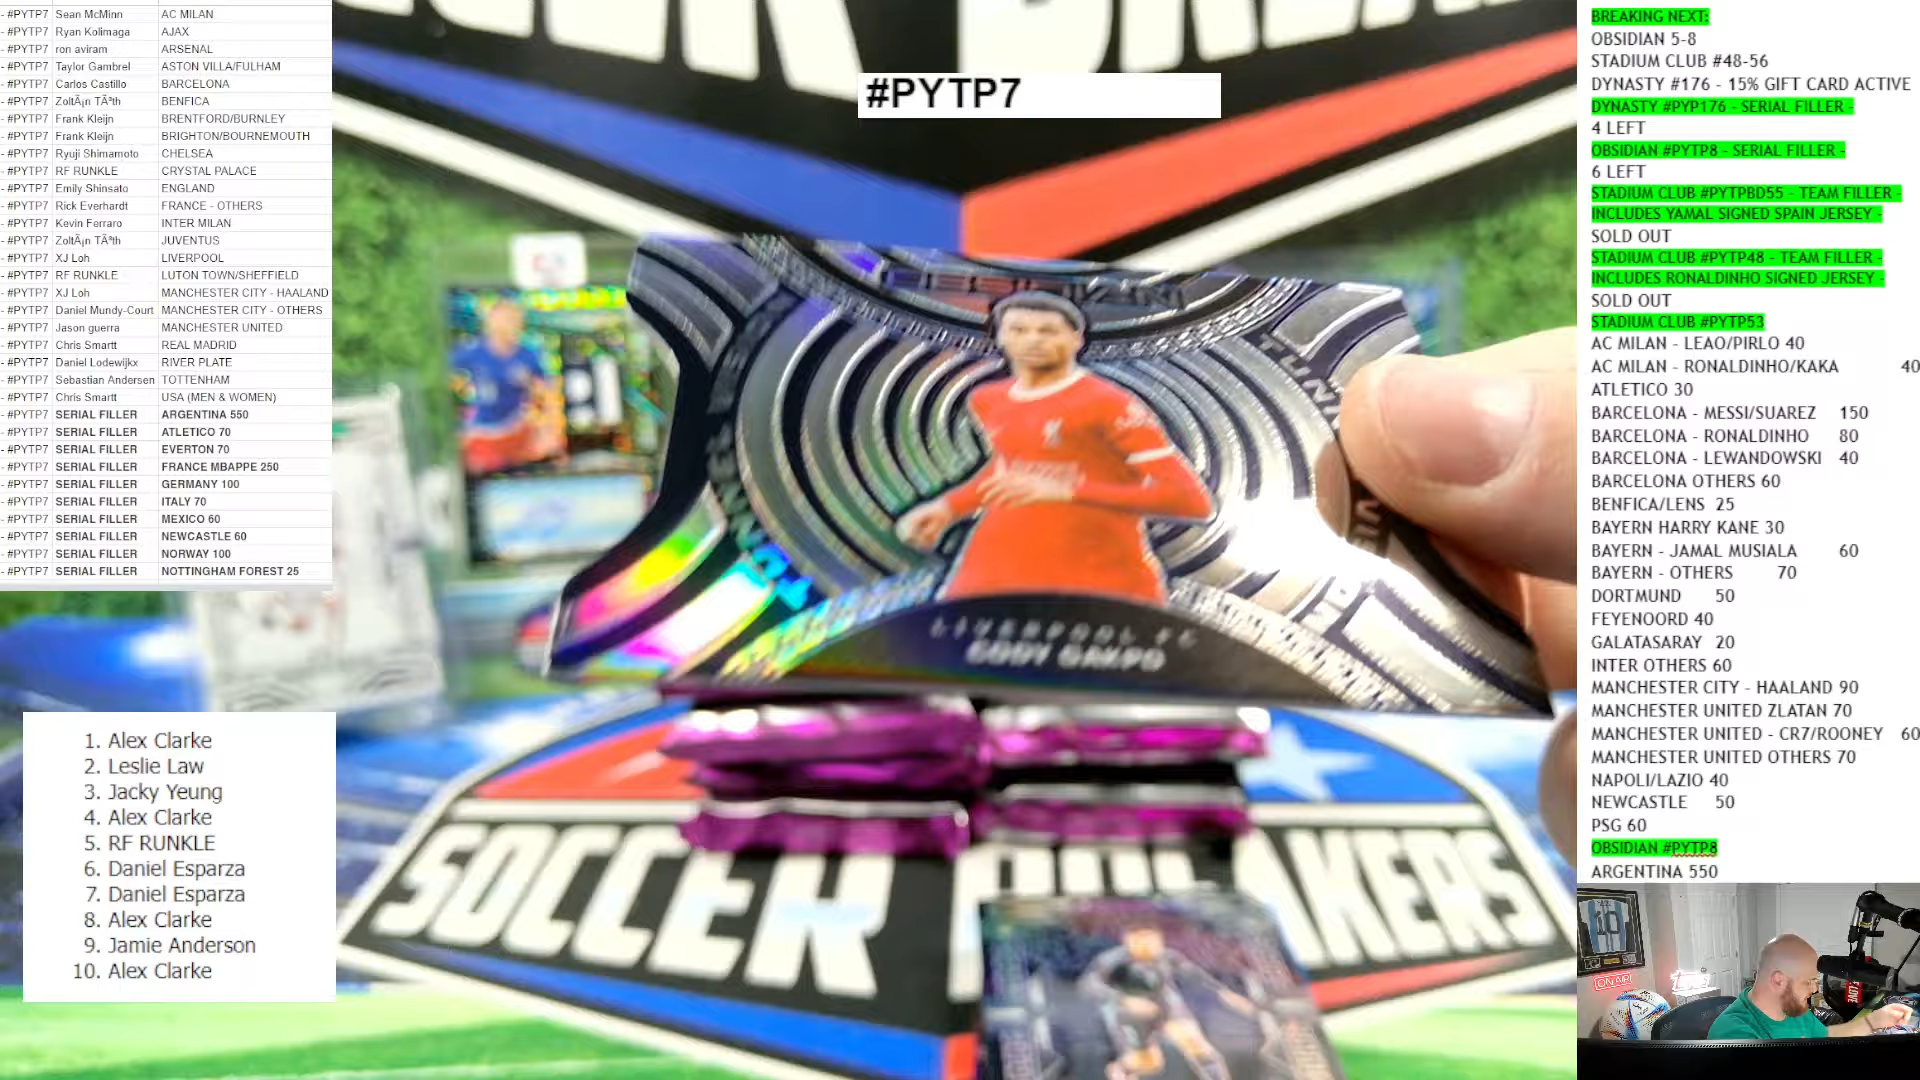 - #PYTP7 Sean McMinn AC MILAN
- #PYTP7 Ryan Kolimaga AJAX
- #PYTP7 ron aviram ARSENAL
- #PYTP7 Taylor Gambrel ASTON VILLA/FULHAM
- #PYTP7 Carlos Castillo BARCELONA
- #PYTP7 ZoltÃ¡n TÃ³th BENFICA
- #PYTP7 Frank Kleijn BRENTFORD/BURNLEY
- #PYTP7 Frank Kleijn BRIGHTON/BOURNEMOUTH
- #PYTP7 Ryuji Shimamoto CHELSEA
- #PYTP7 RF RUNKLE CRYSTAL PALACE
- #PYTP7 Emily Shinsato ENGLAND
- #PYTP7 Rick Everhardt FRANCE - OTHERS
- #PYTP7 Kevin Ferraro INTER MILAN
- #PYTP7 ZoltÃ¡n TÃ³th JUVENTUS
- #PYTP7 XJ Loh LIVERPOOL
- #PYTP7 RF RUNKLE LUTON TOWN/SHEFFIELD
- #PYTP7 XJ Loh MANCHESTER CITY - HAALAND
- #PYTP7 Daniel Mundy-Court MANCHESTER CITY - OTHERS
- #PYTP7 Jason guerra MANCHESTER UNITED
- #PYTP7 Chris Smartt REAL MADRID
- #PYTP7 Daniel Lodewijkx RIVER PLATE
- #PYTP7 Sebastian Andersen TOTTENHAM
- #PYTP7 Chris Smartt USA (MEN & WOMEN)
- #PYTP7 SERIAL FILLER ARGENTINA 550
- #PYTP7 SERIAL FILLER ATLETICO 70
- #PYTP7 SERIAL FILLER EVERTON 70
- #PYTP7 SERIAL FILLER FRANCE MBAPPE 250
- #PYTP7 SERIAL FILLER GERMANY 100
- #PYTP7 SERIAL FILLER ITALY 70
- #PYTP7 SERIAL FILLER MEXICO 60
- #PYTP7 SERIAL FILLER NEWCASTLE 60
- #PYTP7 SERIAL FILLER NORWAY 100
- #PYTP7 SERIAL FILLER NOTTINGHAM FOREST 25
#PYTP7
LIVERPOOL FC
CODY GAKPO
SOCCER BREAKERS
1. Alex Clarke
2. Leslie Law
3. Jacky Yeung
4. Alex Clarke
5. RF RUNKLE
6. Daniel Esparza
7. Daniel Esparza
8. Alex Clarke
9. Jamie Anderson
10. Alex Clarke
BREAKING NEXT:
OBSIDIAN 5-8
STADIUM CLUB #48-56
DYNASTY #176 - 15% GIFT CARD ACTIVE
DYNASTY #PYP176 - SERIAL FILLER -
4 LEFT
OBSIDIAN #PYTP8 - SERIAL FILLER -
6 LEFT
STADIUM CLUB #PYTPBD55 - TEAM FILLER -
INCLUDES YAMAL SIGNED SPAIN JERSEY -
SOLD OUT
STADIUM CLUB #PYTP48 - TEAM FILLER -
INCLUDES RONALDINHO SIGNED JERSEY -
SOLD OUT
STADIUM CLUB #PYTP53
AC MILAN - LEAO/PIRLO 40
AC MILAN - RONALDINHO/KAKA 40
ATLETICO 30
BARCELONA - MESSI/SUAREZ 150
BARCELONA - RONALDINHO 80
BARCELONA - LEWANDOWSKI 40
BARCELONA OTHERS 60
BENFICA/LENS 25
BAYERN HARRY KANE 30
BAYERN - JAMAL MUSIALA 60
BAYERN - OTHERS 70
DORTMUND 50
FEYENOORD 40
GALATASARAY 20
INTER OTHERS 60
MANCHESTER CITY - HAALAND 90
MANCHESTER UNITED ZLATAN 70
MANCHESTER UNITED - CR7/ROONEY 60
MANCHESTER UNITED OTHERS 70
NAPOLI/LAZIO 40
NEWCASTLE 50
PSG 60
OBSIDIAN #PYTP8
ARGENTINA 550
10
ON AIR